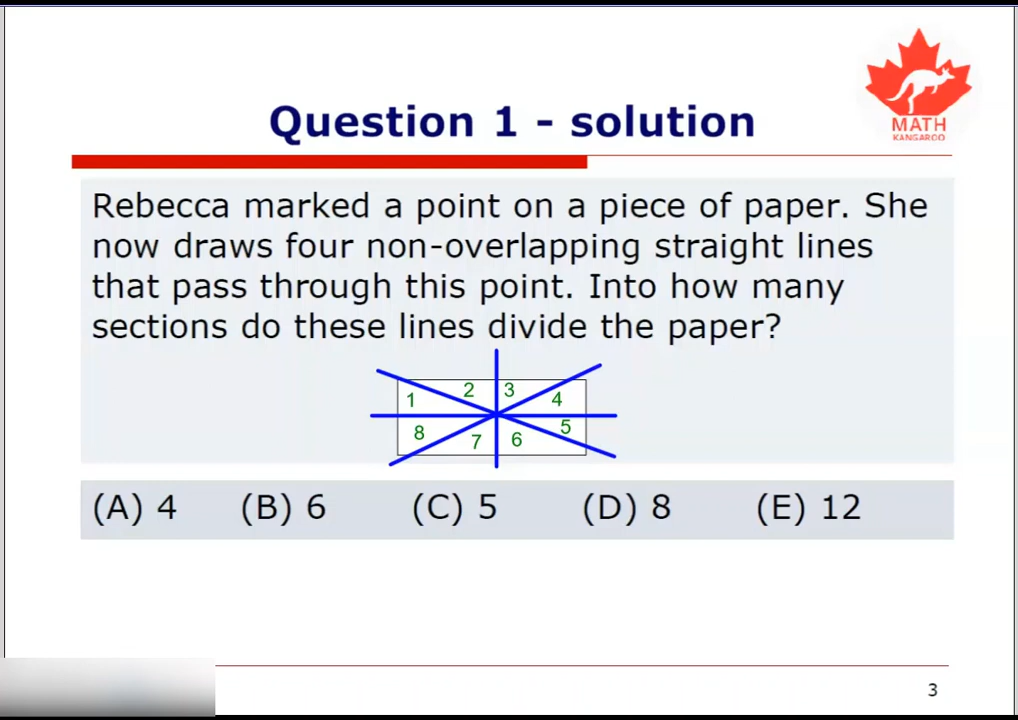 MATH
KANGAROO
Question 1 - solution
Rebecca marked a point on a piece of paper. She
now draws four non-overlapping straight lines
that pass through this point. Into how many
sections do these lines divide the paper?
1 2 3 4
8 7 6 5
(A) 4 (B) 6 (C) 5 (D) 8 (E) 12
3